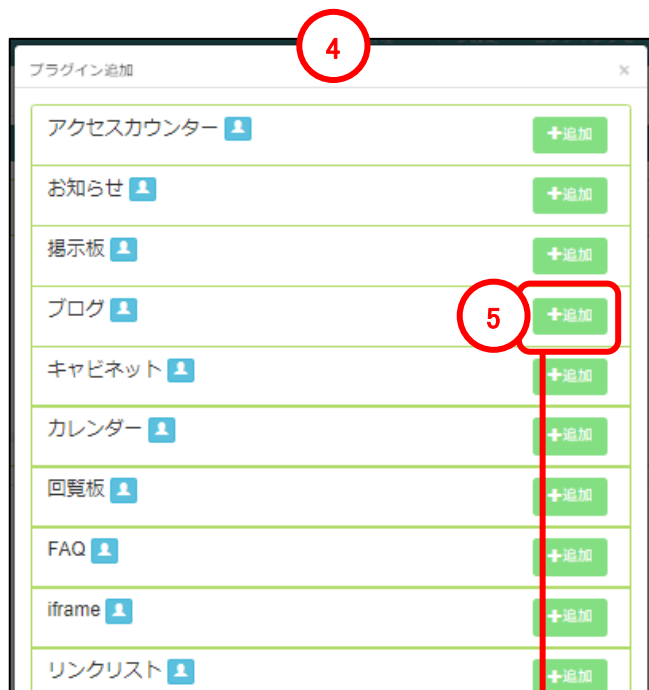 4
プラグイン追加 ×
アクセスカウンター +追加
お知らせ +追加
掲示板 +追加
ブログ 5 +追加
キャビネット +追加
カレンダー +追加
回覧板 +追加
FAQ +追加
iframe +追加
リンクリスト +追加